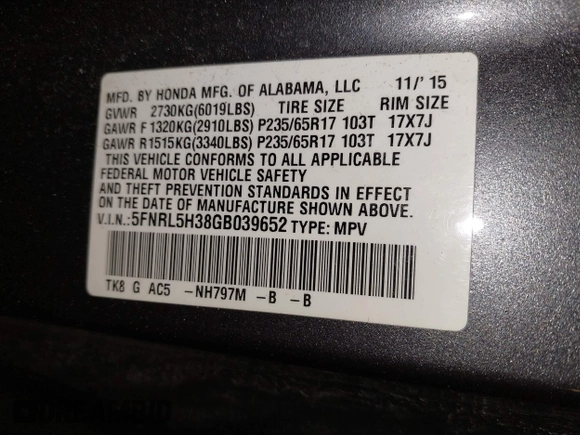 MFD. BY HONDA MFG. OF ALABAMA, LLC 11/' 15
GVWR 2730KG(6019LBS) TIRE SIZE RIM SIZE
GAWR F 1320KG(2910LBS) P235/65R17 103T 17X7J
GAWR R1515KG(3340LBS) P235/65R17 103T 17X7J
THIS VEHICLE CONFORMS TO ALL APPLICABLE
FEDERAL MOTOR VEHICLE SAFETY
AND THEFT PREVENTION STANDARDS IN EFFECT
ON THE DATE OF MANUFACTURE SHOWN ABOVE.
V.I.N.: 5FNRL5H38GB039652 TYPE: MPV
TK8 G AC5 -NH797M -B -B